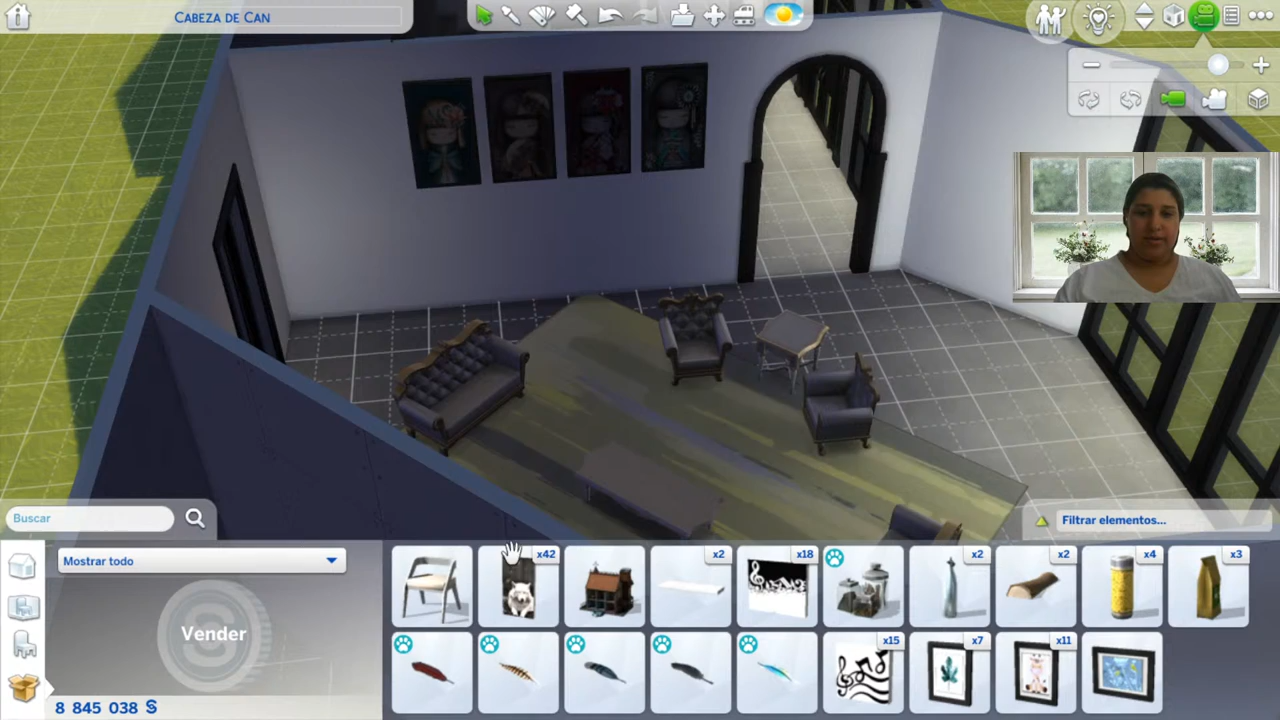 CABEZA DE CAN
Buscar
Filtrar elementos...
Mostrar todo
Vender
x42
x2
x18
x2
x2
x4
x3
x15
x7
x11
8 845 038 S